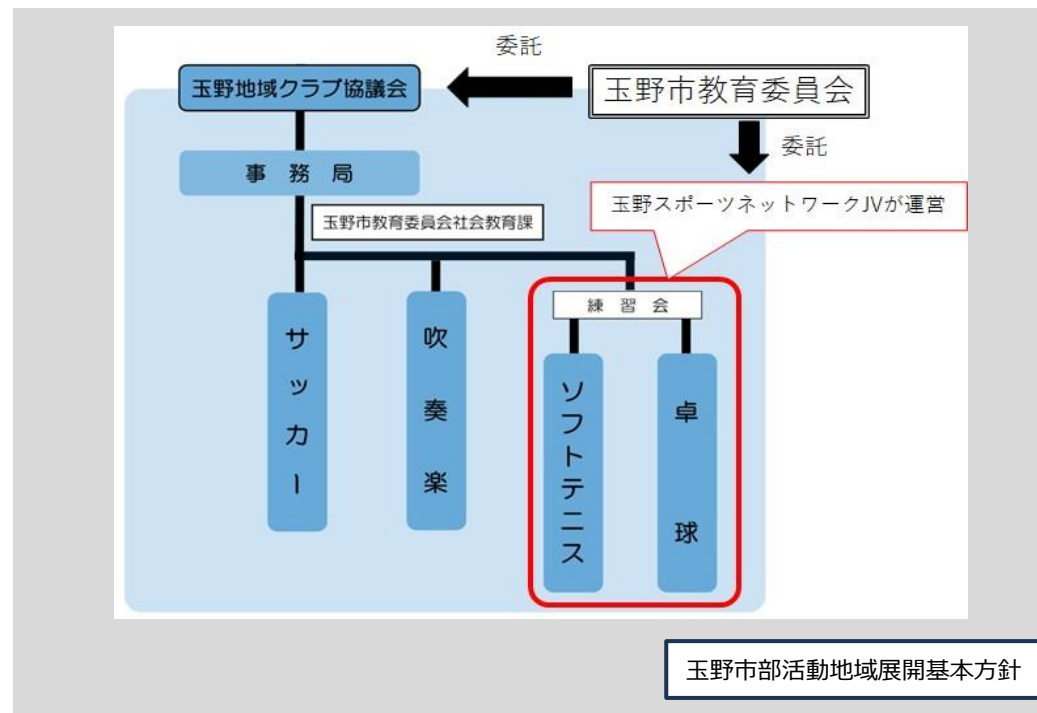 委託
玉野地域クラブ協議会
玉野市教育委員会
委託
事務局
玉野スポーツネットワークJVが運営
玉野市教育委員会社会教育課
練習会
サッカー
吹奏楽
ソフトテニス
卓球
玉野市部活動地域展開基本方針